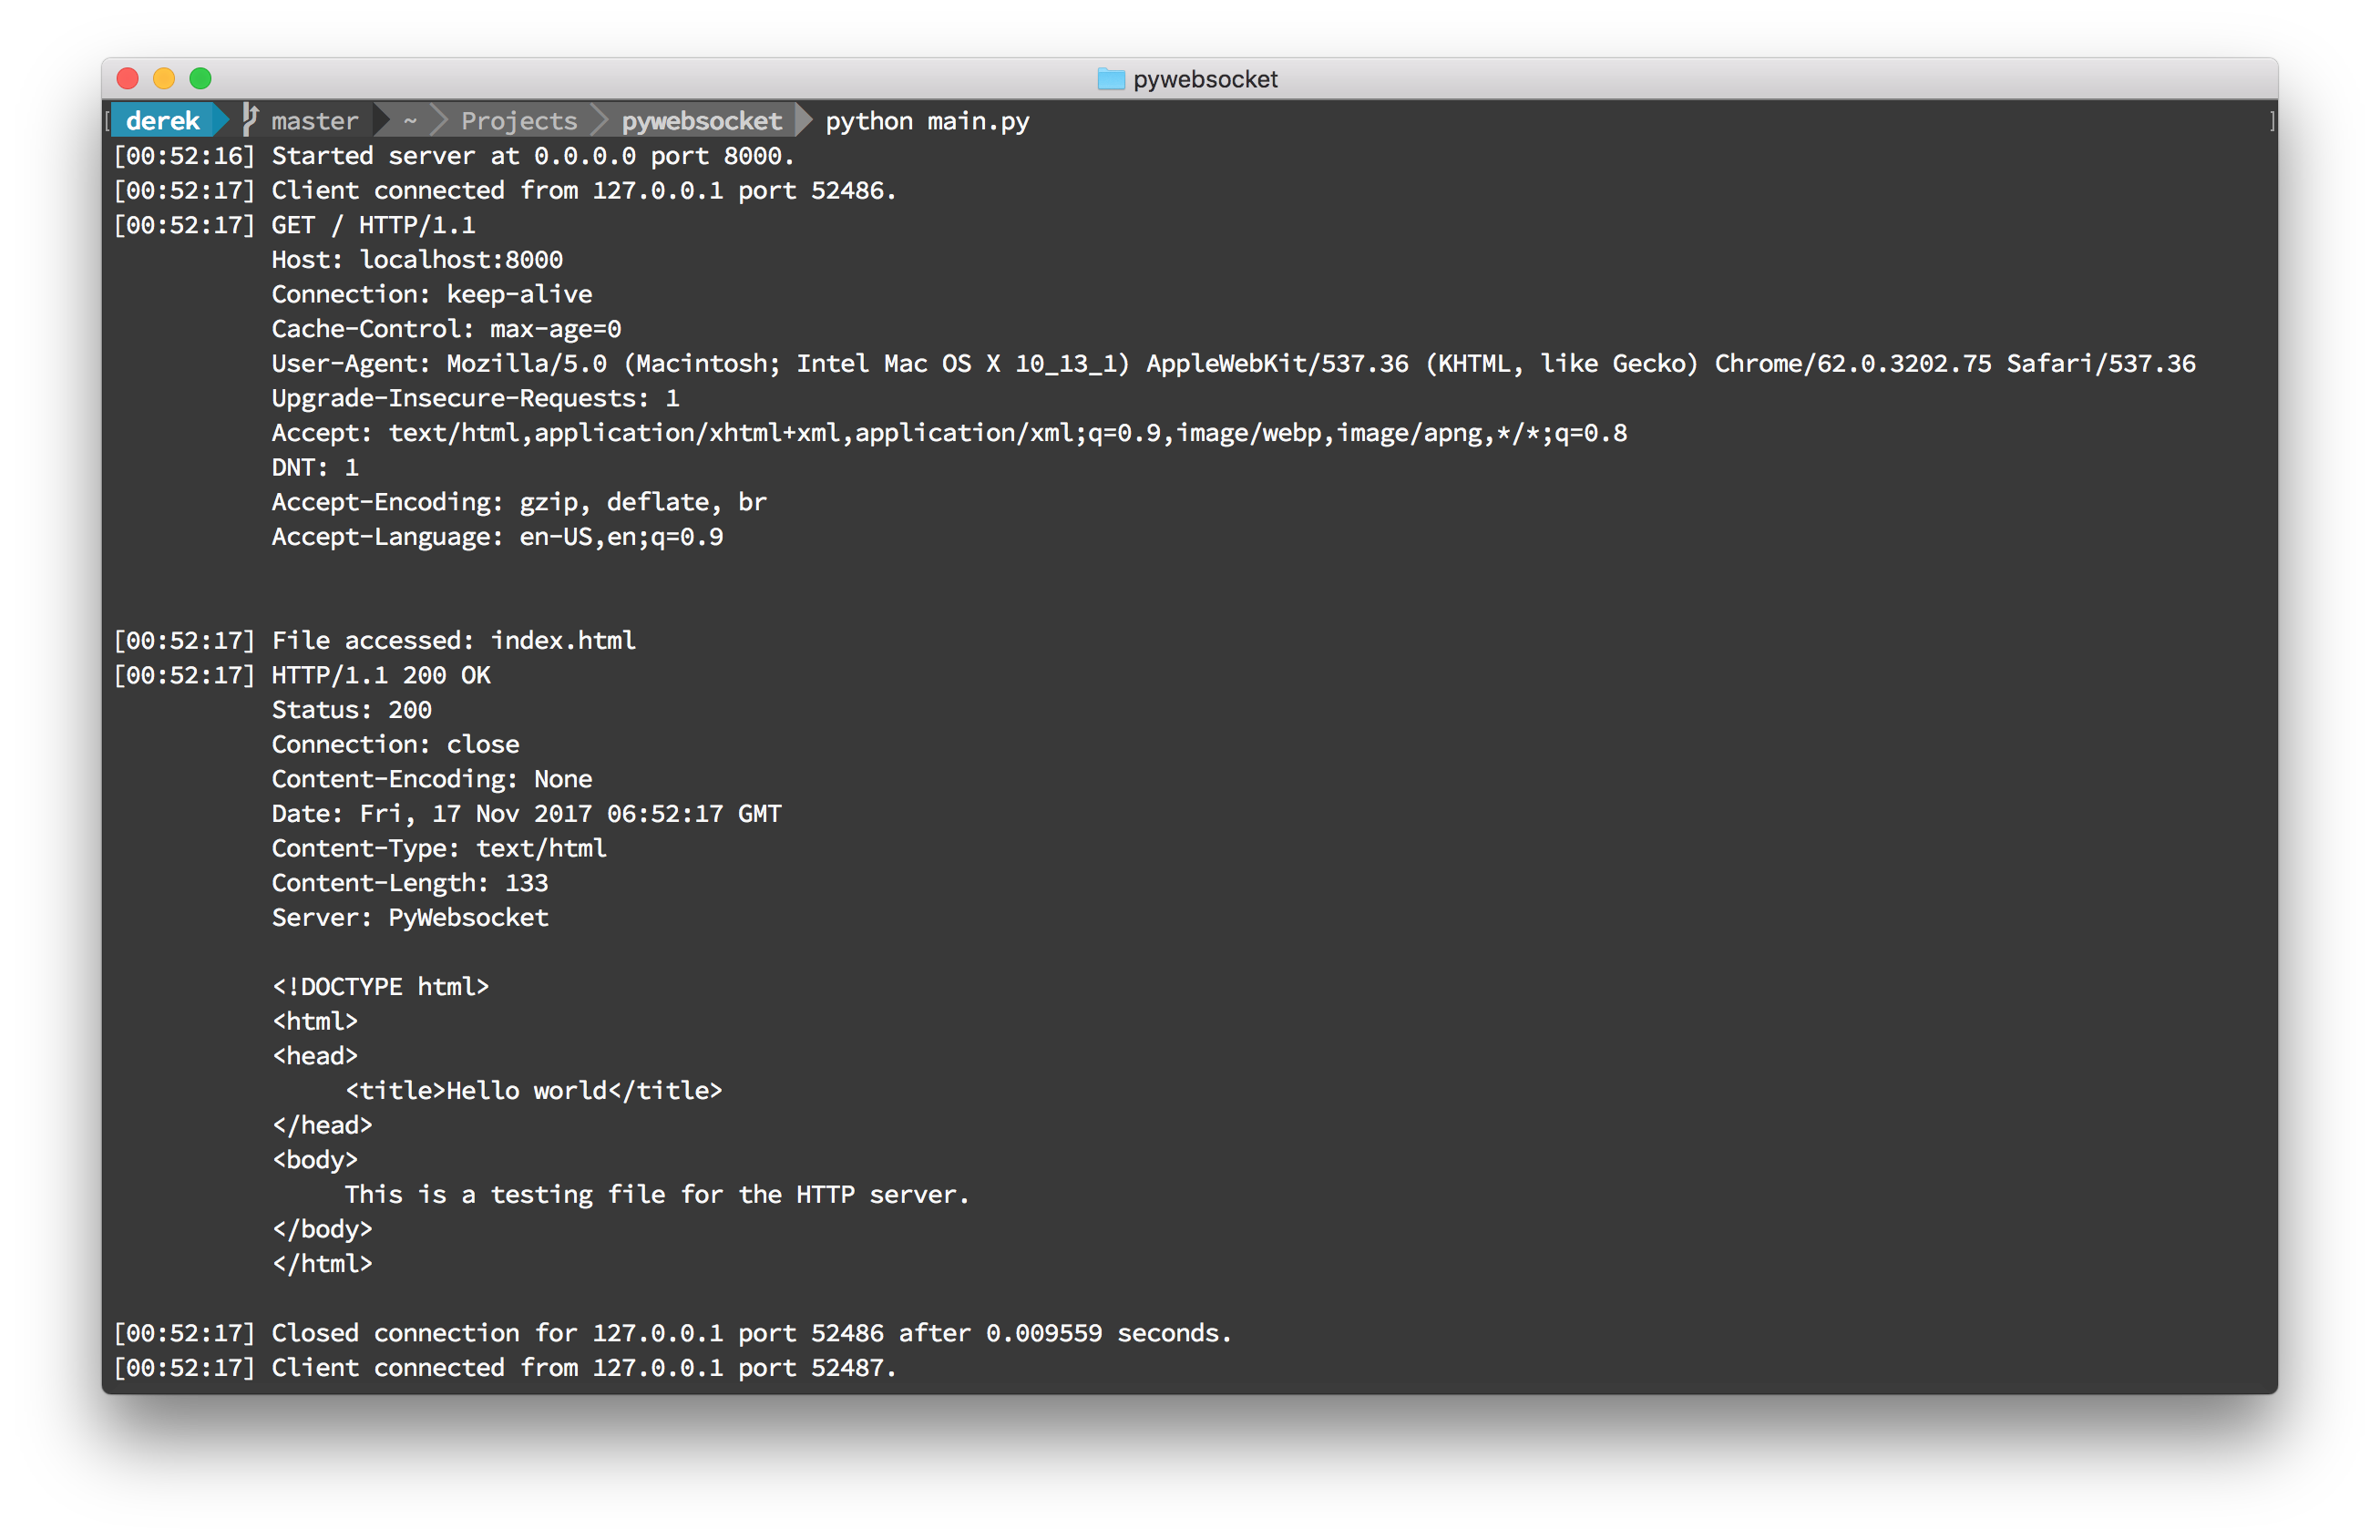 pywebsocket
derek master ~ Projects pywebsocket python main.py
[00:52:16] Started server at 0.0.0.0 port 8000.
[00:52:17] Client connected from 127.0.0.1 port 52486.
[00:52:17] GET / HTTP/1.1
Host: localhost:8000
Connection: keep-alive
Cache-Control: max-age=0
User-Agent: Mozilla/5.0 (Macintosh; Intel Mac OS X 10_13_1) AppleWebKit/537.36 (KHTML, like Gecko) Chrome/62.0.3202.75 Safari/537.36
Upgrade-Insecure-Requests: 1
Accept: text/html,application/xhtml+xml,application/xml;q=0.9,image/webp,image/apng,*/*;q=0.8
DNT: 1
Accept-Encoding: gzip, deflate, br
Accept-Language: en-US,en;q=0.9
[00:52:17] File accessed: index.html
[00:52:17] HTTP/1.1 200 OK
Status: 200
Connection: close
Content-Encoding: None
Date: Fri, 17 Nov 2017 06:52:17 GMT
Content-Type: text/html
Content-Length: 133
Server: PyWebsocket
<!DOCTYPE html>
<html>
<head>
<title>Hello world</title>
</head>
<body>
This is a testing file for the HTTP server.
</body>
</html>
[00:52:17] Closed connection for 127.0.0.1 port 52486 after 0.009559 seconds.
[00:52:17] Client connected from 127.0.0.1 port 52487.